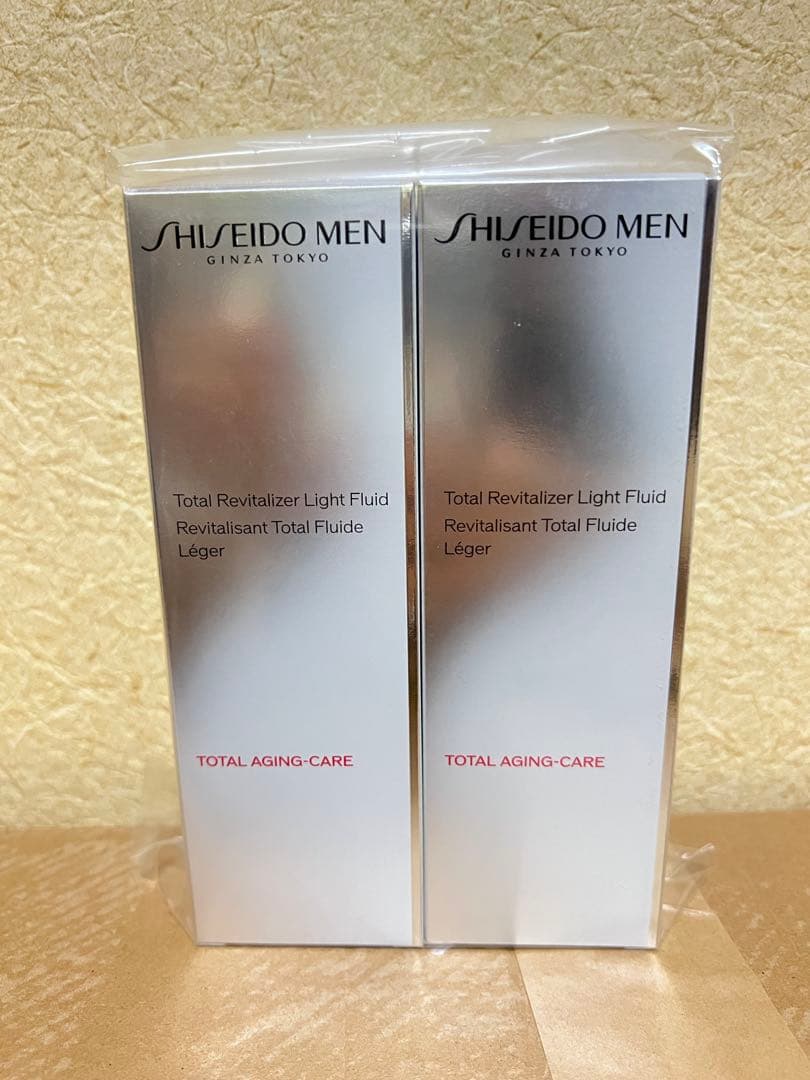 SHISEIDO MEN
GINZA TOKYO
Total Revitalizer Light Fluid
Revitalisant Total Fluide
Léger
TOTAL AGING-CARE
SHISEIDO MEN
GINZA TOKYO
Total Revitalizer Light Fluid
Revitalisant Total Fluide
Léger
TOTAL AGING-CARE